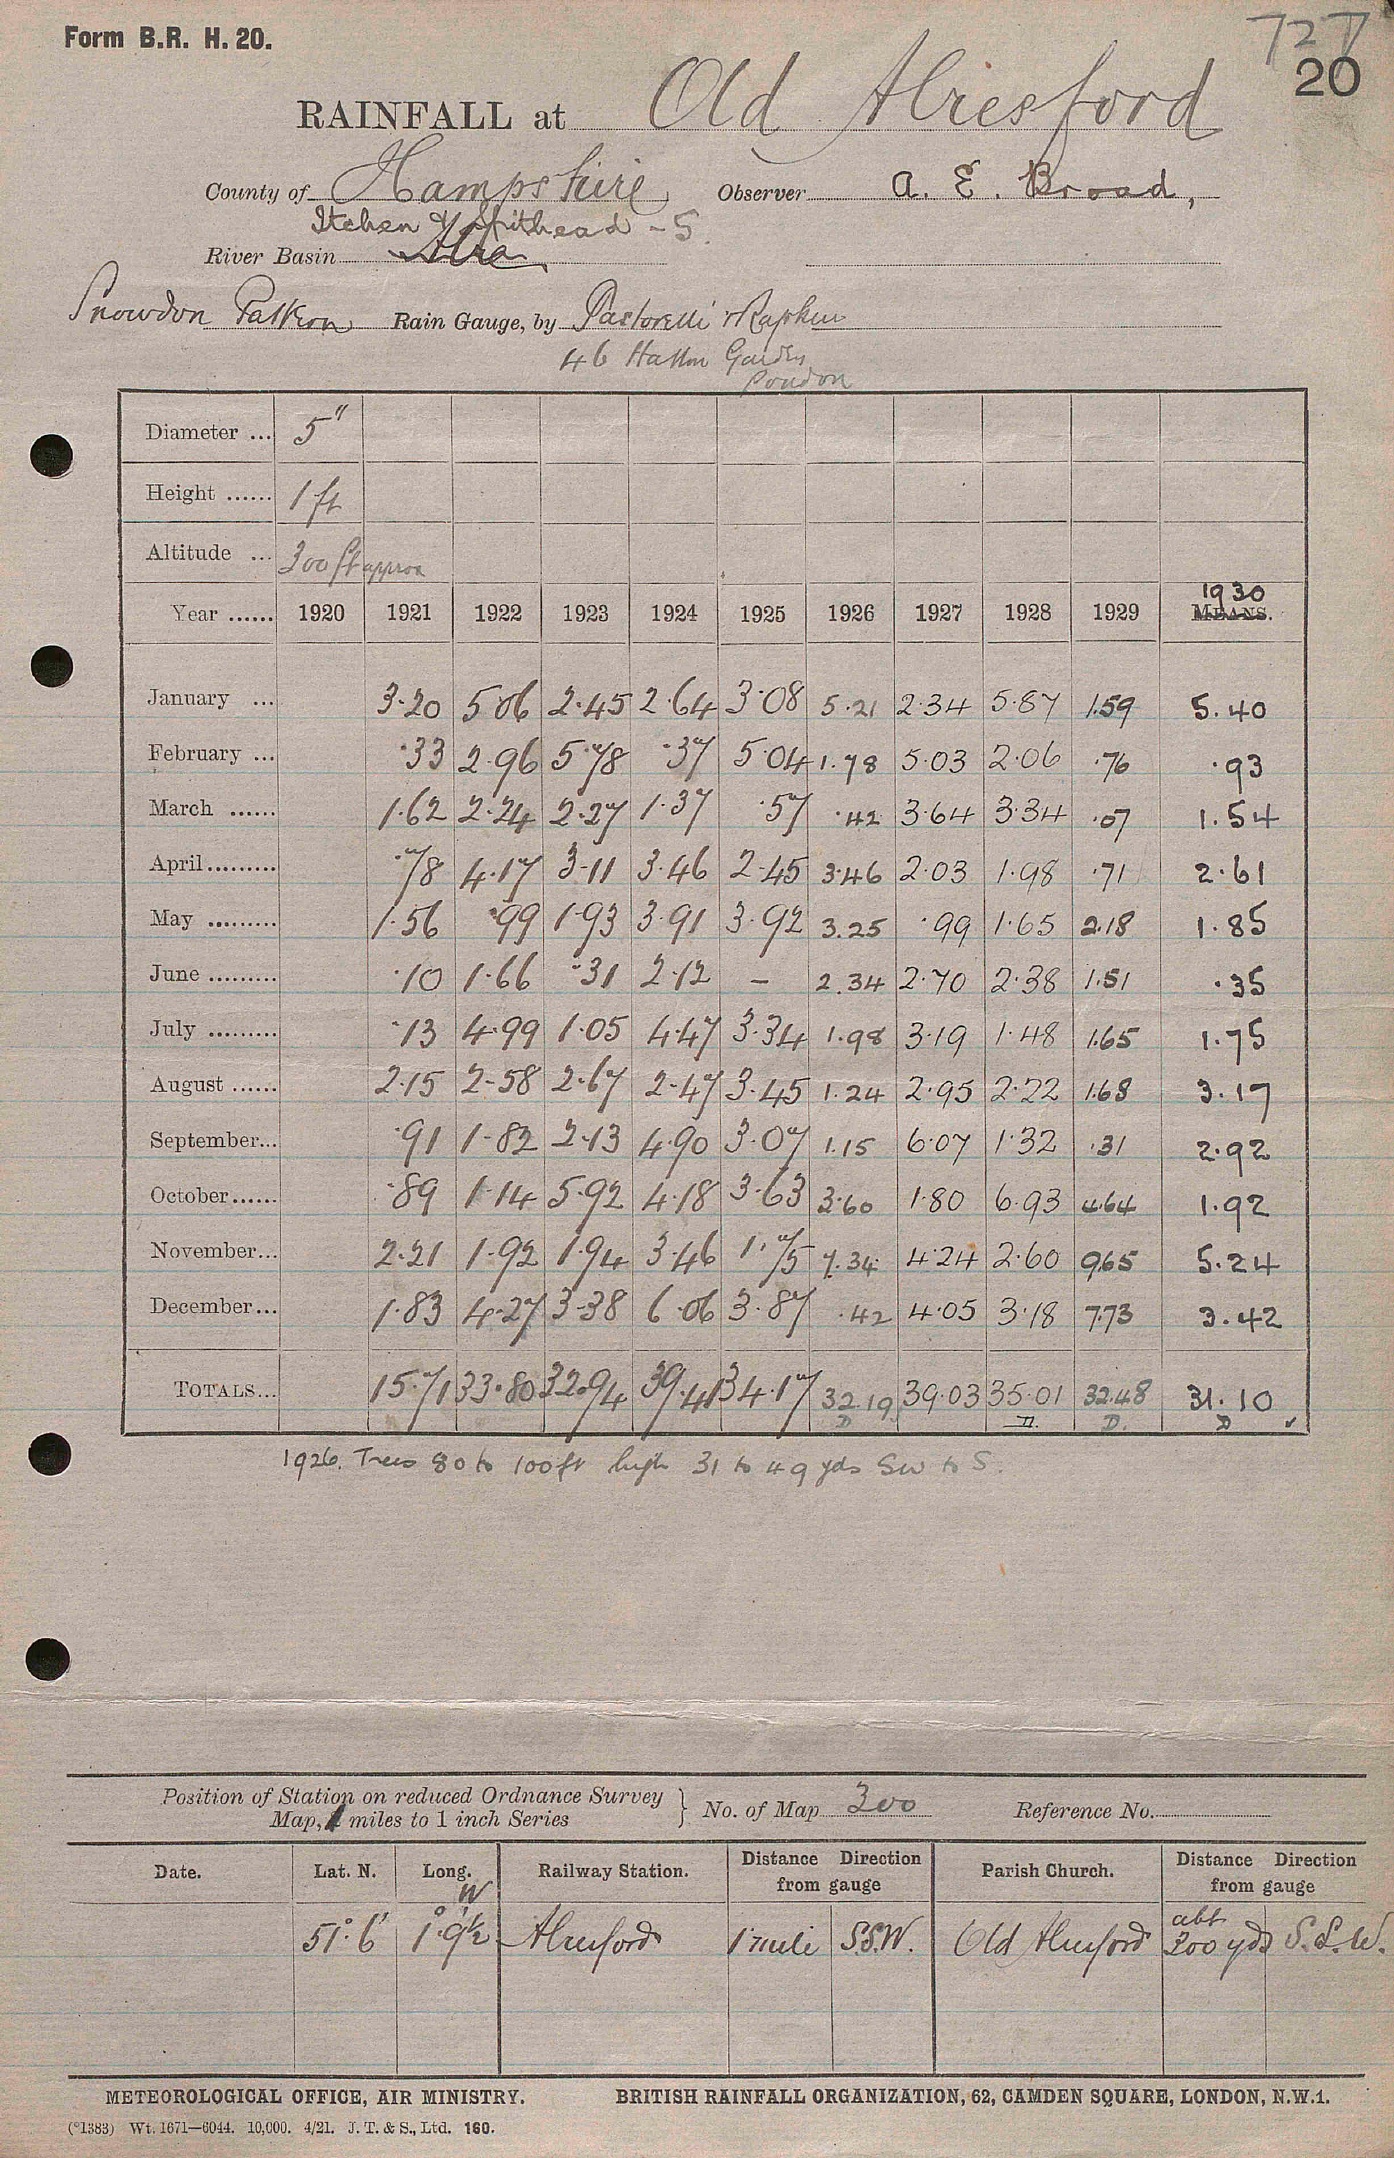 Form B.R. H. 20.
727
20
RAINFALL at Old Alresford
County of Hampshire Observer A. E. Broad,
Itchen & Spithead - 5.
River Basin Alre
Snowdon Pattern Rain Gauge, by Pastorelli & Rapkin
46 Hatton Garden
London
Diameter ... 5"
Height ...... 1 ft
Altitude ... 300 ft approx
1930
Year ...... 1920 1921 1922 1923 1924 1925 1926 1927 1928 1929 MEANS.
January ... 3.20 5.06 2.45 2.64 3.08 5.21 2.34 5.87 1.59 5.40
February ... .33 2.96 5.78 .37 5.04 1.78 5.03 2.06 .76 .93
March ...... 1.62 2.24 2.27 1.37 .57 .42 3.64 3.34 .07 1.54
April ......... .78 4.17 3.11 3.46 2.45 3.46 2.03 1.98 .71 2.61
May ......... 1.56 .99 1.93 3.91 3.92 3.25 .99 1.65 2.18 1.85
June ......... .10 1.66 .31 2.12 – 2.34 2.70 2.38 1.51 .35
July ......... .13 4.99 1.05 4.47 3.34 1.98 3.19 1.48 1.65 1.75
August ...... 2.15 2.58 2.67 2.47 3.45 1.24 2.95 2.22 1.68 3.17
September... .91 1.82 2.13 4.90 3.07 1.15 6.07 1.32 .31 2.92
October...... .89 1.14 5.92 4.18 3.63 3.60 1.80 6.93 4.64 1.92
November... 2.21 1.92 1.94 3.46 1.75 7.34 4.24 2.60 9.65 5.24
December... 1.83 4.27 3.38 6.06 3.87 .42 4.05 3.18 7.73 3.42
TOTALS... 15.71 33.80 32.94 39.41 34.17 32.19 39.03 35.01 32.48 31.10
D D. D. D ✓
1926. Trees 80 to 100 ft high 31 to 49 yds SW to S.
Position of Station on reduced Ordnance Survey
Map, miles to 1 inch Series
No. of Map 300 Reference No.
Date. Lat. N. Long. W Railway Station. Distance Direction from gauge Parish Church. Distance Direction from gauge
51° 6' 1° 9½' Alresford 1 mile S.S.W. Old Alresford abt 300 yds S.S.W.
METEOROLOGICAL OFFICE, AIR MINISTRY. BRITISH RAINFALL ORGANIZATION, 62, CAMDEN SQUARE, LONDON, N.W.1.
(*1383) Wt. 1671—6044. 10,000. 4/21. J. T. & S., Ltd. 160.